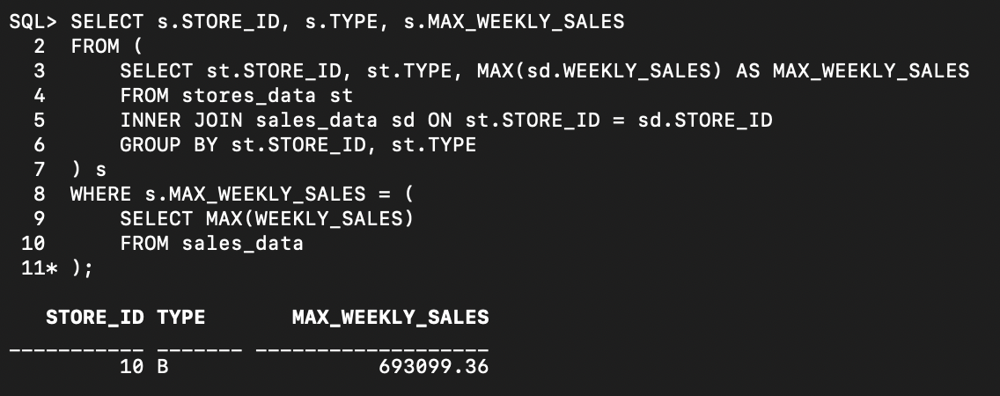 SQL> SELECT s.STORE_ID, s.TYPE, s.MAX_WEEKLY_SALES
  2  FROM (
  3      SELECT st.STORE_ID, st.TYPE, MAX(sd.WEEKLY_SALES) AS MAX_WEEKLY_SALES
  4      FROM stores_data st
  5      INNER JOIN sales_data sd ON st.STORE_ID = sd.STORE_ID
  6      GROUP BY st.STORE_ID, st.TYPE
  7  ) s
  8  WHERE s.MAX_WEEKLY_SALES = (
  9      SELECT MAX(WEEKLY_SALES)
 10      FROM sales_data
 11* );

   STORE_ID TYPE       MAX_WEEKLY_SALES
___________ _______ ___________________
         10 B                 693099.36